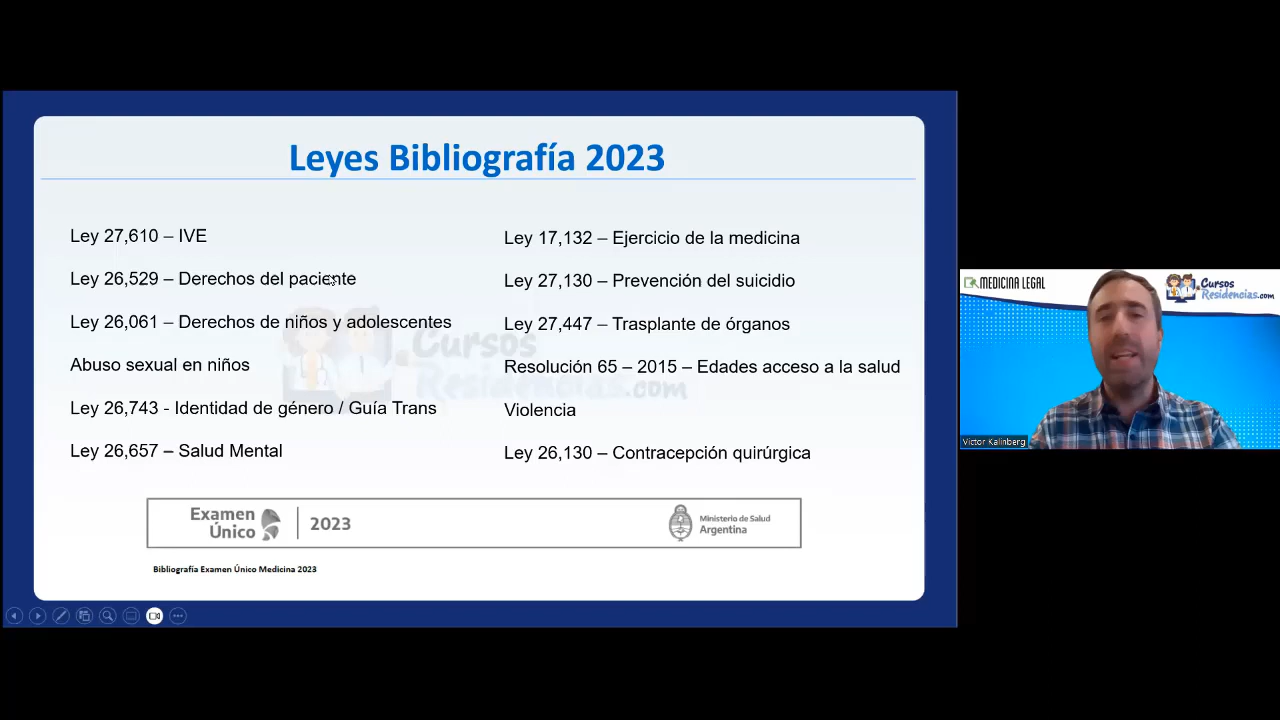 Leyes Bibliografía 2023
Ley 27,610 – IVE
Ley 26,529 – Derechos del paciente
Ley 26,061 – Derechos de niños y adolescentes
Abuso sexual en niños
Ley 26,743 - Identidad de género / Guía Trans
Ley 26,657 – Salud Mental
Ley 17,132 – Ejercicio de la medicina
Ley 27,130 – Prevención del suicidio
Ley 27,447 – Trasplante de órganos
Resolución 65 – 2015 – Edades acceso a la salud
Violencia
Ley 26,130 – Contracepción quirúrgica
Cursos
Residencias.com
Examen
Único
2023
Ministerio de Salud
Argentina
Bibliografía Examen Único Medicina 2023
MEDICINA LEGAL
Cursos
Residencias.com
Victor Kalinberg